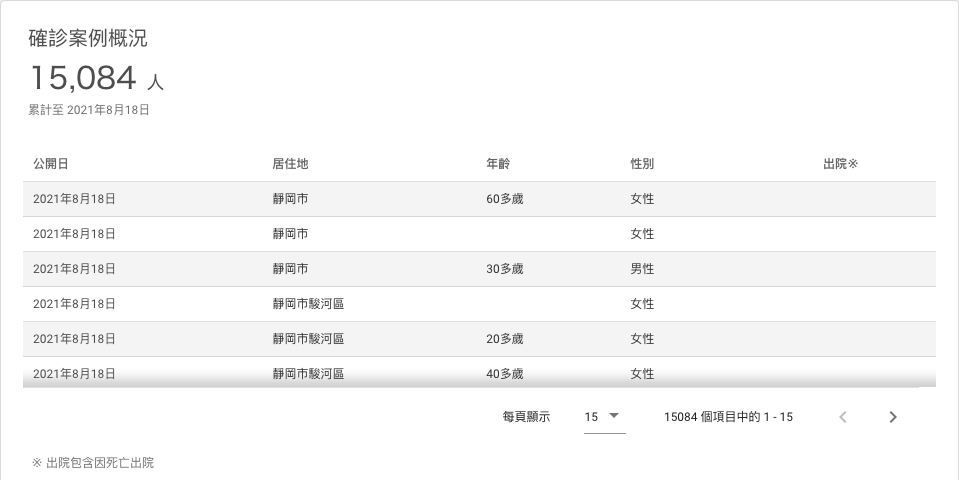 確診案例概況
15,084 人
累計至 2021年8月18日
公開日 居住地 年齡 性別 出院※
2021年8月18日 靜岡市 60多歲 女性
2021年8月18日 靜岡市 女性
2021年8月18日 靜岡市 30多歲 男性
2021年8月18日 靜岡市駿河區 女性
2021年8月18日 靜岡市駿河區 20多歲 女性
2021年8月18日 靜岡市駿河區 40多歲 女性
每頁顯示 15 15084 個項目中的 1 - 15
※ 出院包含因死亡出院